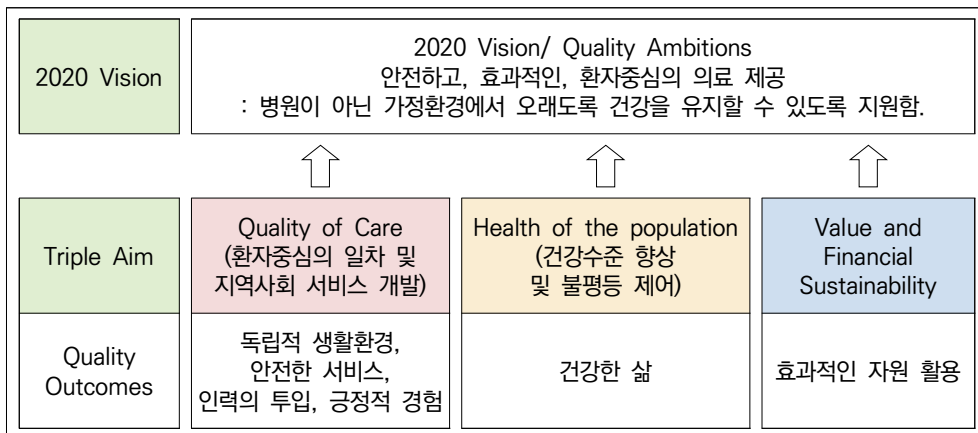 2020 Vision
2020 Vision/ Quality Ambitions
안전하고, 효과적인, 환자중심의 의료 제공
: 병원이 아닌 가정환경에서 오래도록 건강을 유지할 수 있도록 지원함.
Triple Aim
Quality of Care
(환자중심의 일차 및
지역사회 서비스 개발)
Health of the population
(건강수준 향상
및 불평등 제어)
Value and
Financial
Sustainability
Quality
Outcomes
독립적 생활환경,
안전한 서비스,
인력의 투입, 긍정적 경험
건강한 삶
효과적인 자원 활용